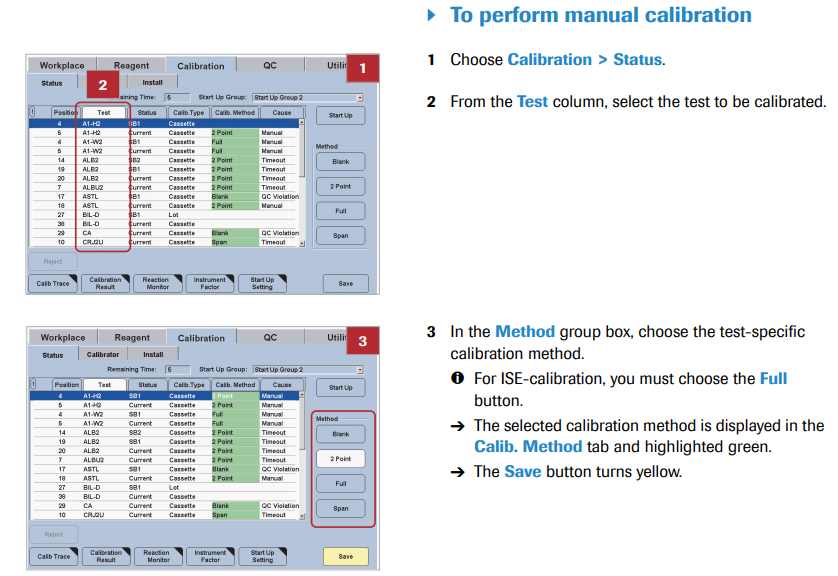 To perform manual calibration
1 Choose Calibration > Status.
2 From the Test column, select the test to be calibrated.
Workplace Reagent Calibration QC Utili 1
Status 2 Install
aining Time: 5 Start Up Group: Start Up Group 2
! Position Test Status Calib.Type Calib. Method Cause Start Up
4 A1-H2 SB1 Cassette
5 A1-H2 Current Cassette 2 Point Manual
4 A1-W2 SB1 Cassette Full Manual
5 A1-W2 Current Cassette Full Manual
14 ALB2 SB2 Cassette 2 Point Timeout
19 ALB2 SB1 Cassette 2 Point Timeout
20 ALB2 Current Cassette 2 Point Timeout
7 ALBU2 Current Cassette 2 Point Timeout
17 ASTL SB1 Cassette Blank QC Violation
18 ASTL Current Cassette 2 Point Manual
27 BIL-D SB1 Lot
38 BIL-D Current Cassette
29 CA Current Cassette Blank QC Violation
10 CRJ2U Current Cassette Span Timeout
Method
Blank
2 Point
Full
Span
Reject
Calib Trace Calibration Result Reaction Monitor Instrument Factor Start Up Setting Save
3 In the Method group box, choose the test-specific
calibration method.
For ISE-calibration, you must choose the Full
button.
→ The selected calibration method is displayed in the
Calib. Method tab and highlighted green.
→ The Save button turns yellow.
Workplace Reagent Calibration QC Utili 3
Status Calibrator Install
Remaining Time: 5 Start Up Group: Start Up Group 2
! Position Test Status Calib.Type Calib. Method Cause Start Up
4 A1-H2 SB1 Cassette 2 Point Manual
5 A1-H2 Current Cassette 2 Point Manual
4 A1-W2 SB1 Cassette Full Manual
5 A1-W2 Current Cassette Full Manual
14 ALB2 SB2 Cassette 2 Point Timeout
19 ALB2 SB1 Cassette 2 Point Timeout
20 ALB2 Current Cassette 2 Point Timeout
7 ALBU2 Current Cassette 2 Point Timeout
17 ASTL SB1 Cassette Blank QC Violation
18 ASTL Current Cassette 2 Point Manual
27 BIL-D SB1 Lot
38 BIL-D Current Cassette
29 CA Current Cassette Blank QC Violation
10 CRJ2U Current Cassette Span Timeout
Method
Blank
2 Point
Full
Span
Reject
Calib Trace Calibration Result Reaction Monitor Instrument Factor Start Up Setting Save